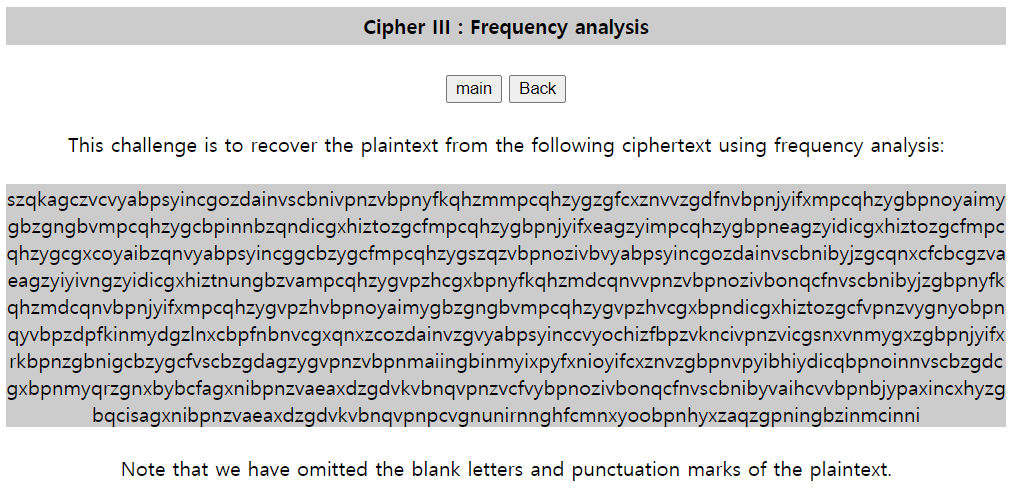 Cipher III : Frequency analysis
main Back
This challenge is to recover the plaintext from the following ciphertext using frequency analysis:
szqkagczvcvyabpsyincgozdainvscbnivpnzvbpnyfkqhzmmpcqhzygzgfcxznvvzgdfnvbpnjyifxmpcqhzygbpnoyaimy
gbzgngbvmpcqhzygcbpinnbzqndicgxhiztozgcfmpcqhzygbpnjyifxeagzyimpcqhzygbpneagzyidicgxhiztozgcfmpc
qhzygcgxcoyaibzqnvyabpsyincggcbzygcfmpcqhzygszqzvbpnozivbvyabpsyincgozdainvscbnibyjzgcqnxcfcbcgzva
eagzyiyivngzyidicgxhiztnungbzvampcqhzygvpzhcgxbpnyfkqhzmdcqnvvpnzvbpnozivbonqcfnvscbnibyjzgbpnyfk
qhzmdcqnvbpnjyifxmpcqhzygvpzhvbpnoyaimygbzgngbvmpcqhzygvpzhvcgxbpndicgxhiztozgcfvpnzvygnyobpn
qyvbpzdpfkinmydgzlnxcbpfnbnvcgxqnxzcozdainvzgvyabpsyinccvyochizfbpzvkncivpnzvicgsnxvnmygxzgbpnjyifx
rkbpnzgbnigcbzygcfvscbzgdagzygvpnzvbpnmaiingbinmyixpyfxnioyifcxznvzgbpnvpyibhiydicqbpnoinnvscbzgdc
gxbpnmyqrzgnxbybcfagxnibpnzvaeaxdzgdvkvbnqvpnzvcfvybpnozivbonqcfnvscbnibyvaihcvvbpnbjypaxincxhyzg
bqcisagxnibpnzvaeaxdzgdvkvbnqvpnpcvgnunirnnghfcmnxyoobpnhyxzaqzgpningbzinmcinni
Note that we have omitted the blank letters and punctuation marks of the plaintext.